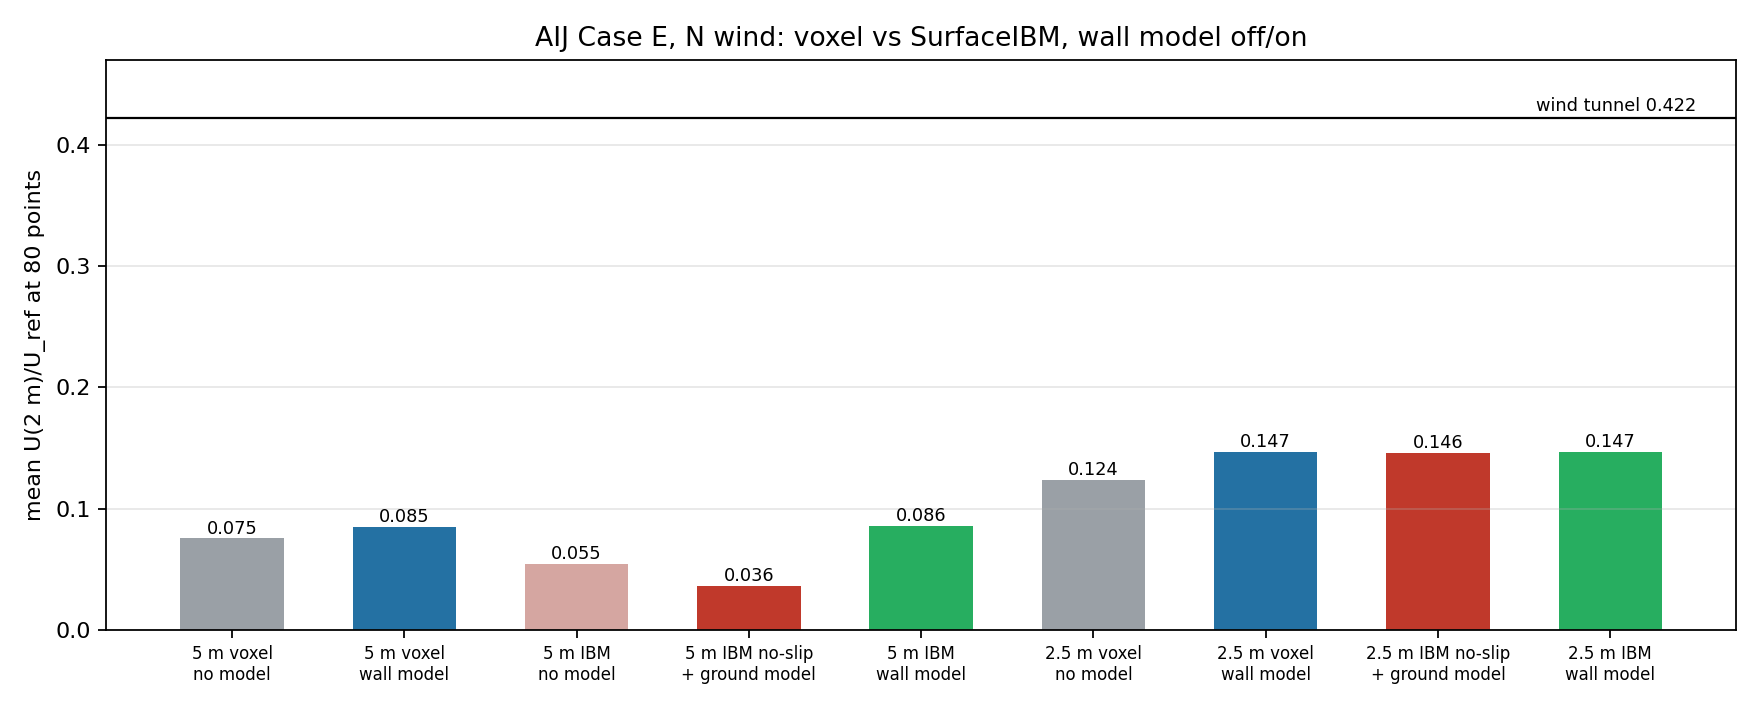 AIJ Case E, N wind: voxel vs SurfaceIBM, wall model off/on
mean U(2 m)/U_ref at 80 points
0.4
0.3
0.2
0.1
0.0
wind tunnel 0.422
0.075
0.085
0.055
0.036
0.086
0.124
0.147
0.146
0.147
5 m voxel
no model
5 m voxel
wall model
5 m IBM
no model
5 m IBM no-slip
+ ground model
5 m IBM
wall model
2.5 m voxel
no model
2.5 m voxel
wall model
2.5 m IBM no-slip
+ ground model
2.5 m IBM
wall model